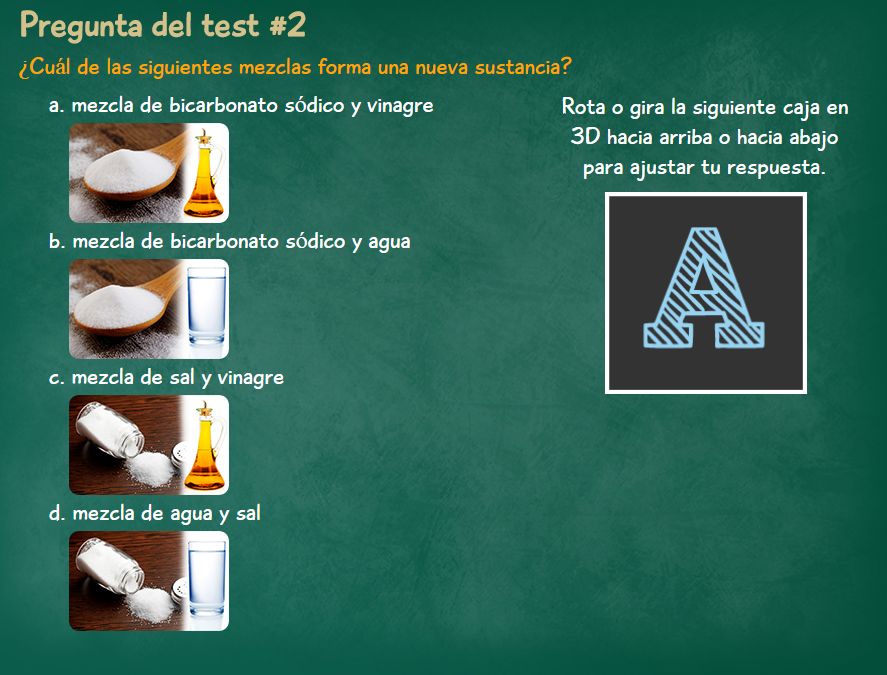 Pregunta del test #2
¿Cuál de las siguientes mezclas forma una nueva sustancia?
a. mezcla de bicarbonato sódico y vinagre
b. mezcla de bicarbonato sódico y agua
c. mezcla de sal y vinagre
d. mezcla de agua y sal
Rota o gira la siguiente caja en
3D hacia arriba o hacia abajo
para ajustar tu respuesta.
A